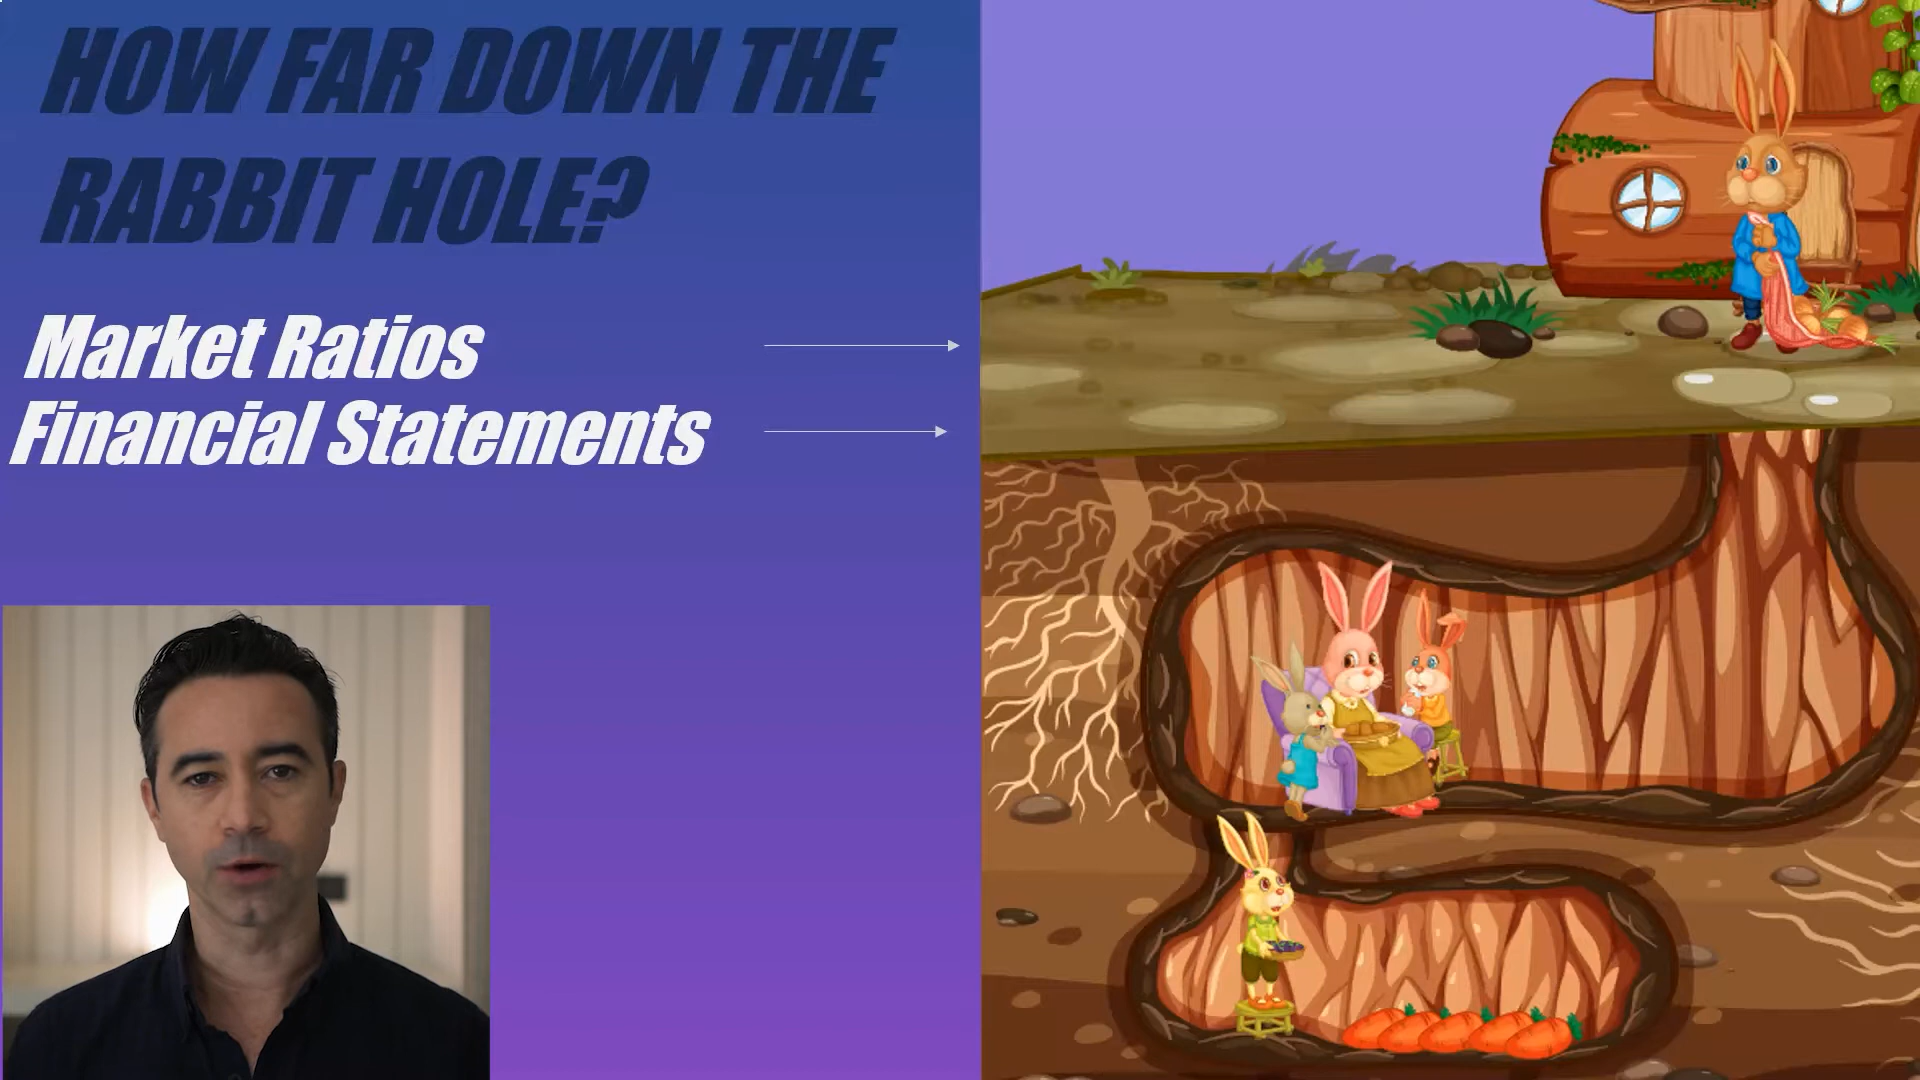 HOW FAR DOWN THE
RABBIT HOLE?
Market Ratios
Financial Statements